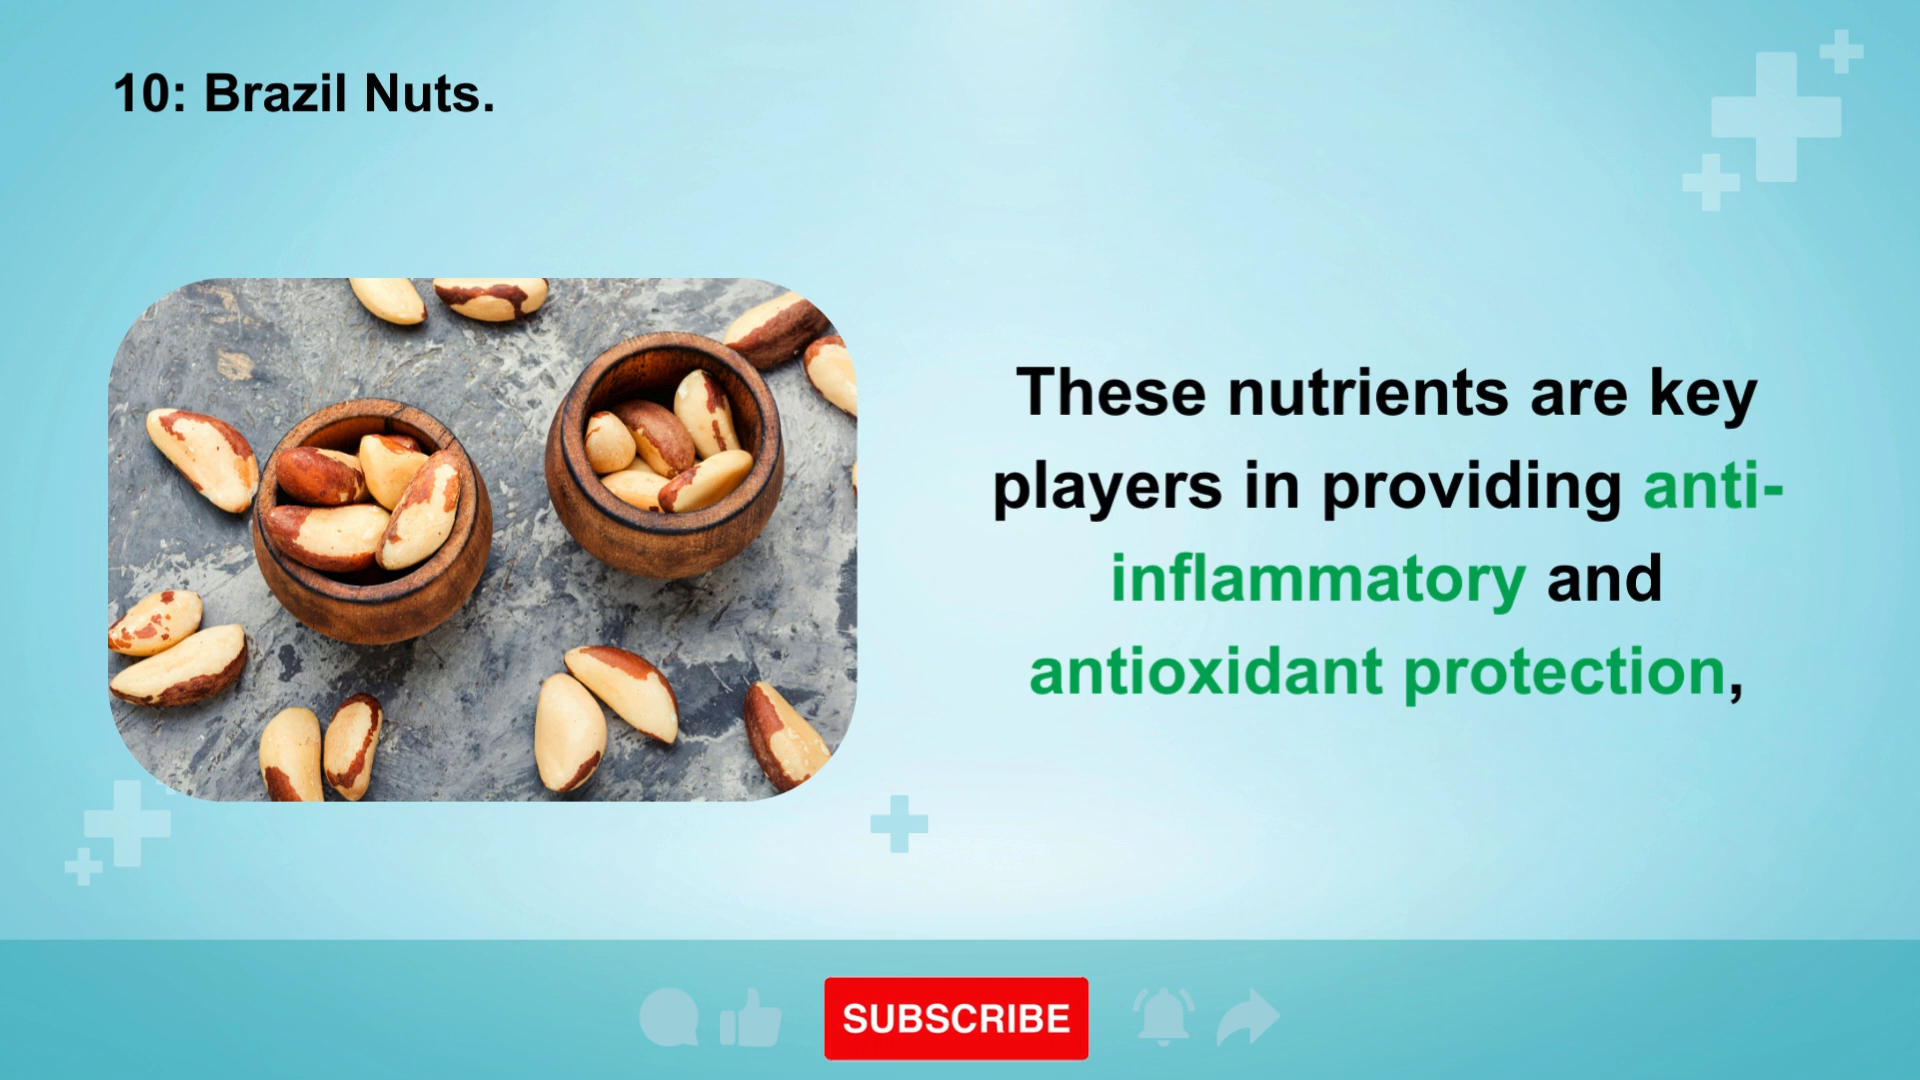 10: Brazil Nuts.
These nutrients are key
players in providing anti-
inflammatory and
antioxidant protection,
SUBSCRIBE